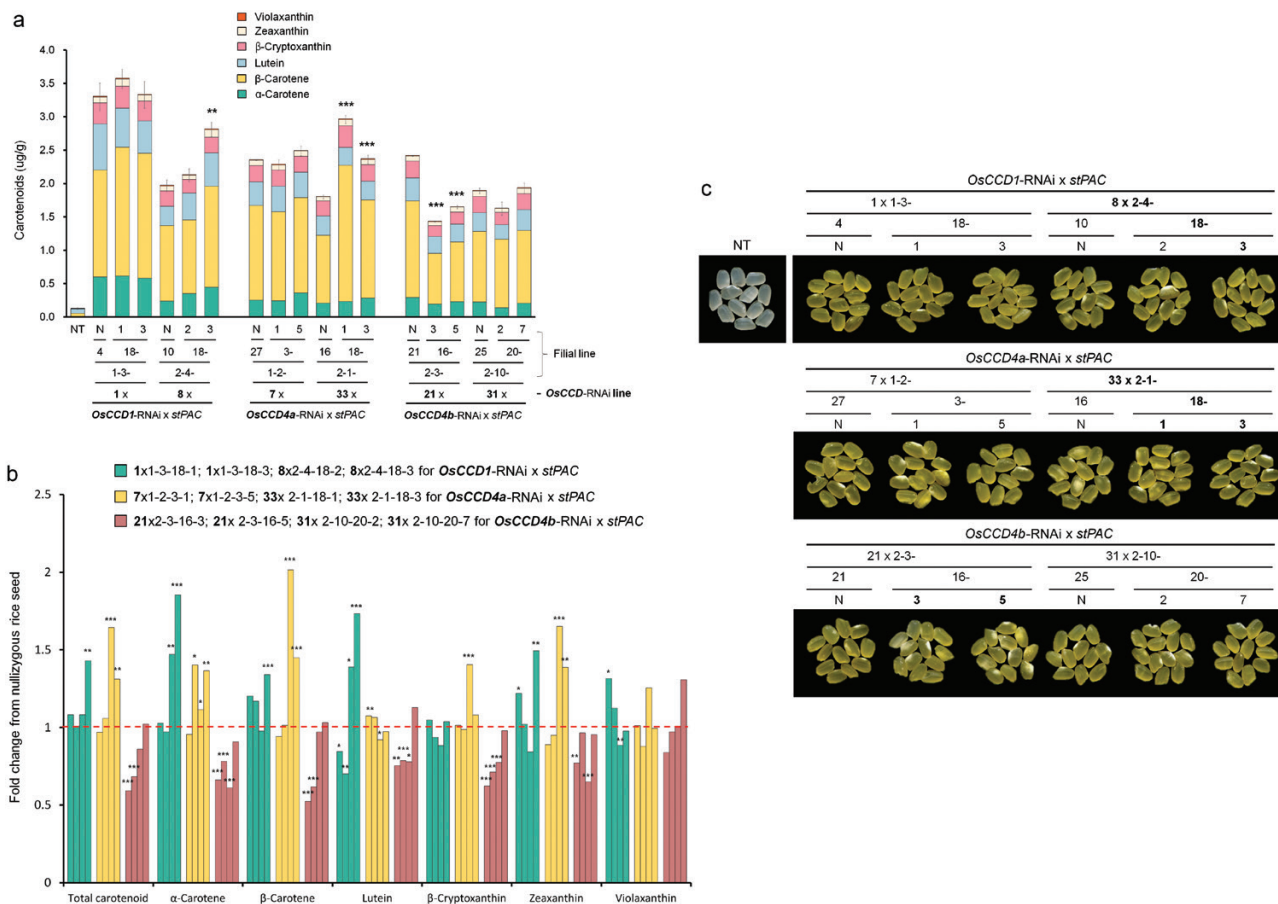 a
Violaxanthin
Zeaxanthin
β-Cryptoxanthin
Lutein
β-Carotene
α-Carotene
Carotenoids (ug/g)
4.0
3.5
3.0
2.5
2.0
1.5
1.0
0.5
0.0
** *** *** *** ***
NT N 1 3 N 2 3 N 1 5 N 1 3 N 3 5 N 2 7
4 18- 10 18- 27 3- 16 18- 21 16- 25 20-
Filial line
1-3- 2-4- 1-2- 2-1- 2-3- 2-10-
1 x 8 x 7 x 33 x 21 x 31 x
OsCCD-RNAi line
OsCCD1-RNAi x stPAC OsCCD4a-RNAi x stPAC OsCCD4b-RNAi x stPAC
b
1x1-3-18-1; 1x1-3-18-3; 8x2-4-18-2; 8x2-4-18-3 for OsCCD1-RNAi x stPAC
7x1-2-3-1; 7x1-2-3-5; 33x 2-1-18-1; 33x 2-1-18-3 for OsCCD4a-RNAi x stPAC
21x2-3-16-3; 21x 2-3-16-5; 31x 2-10-20-2; 31x 2-10-20-7 for OsCCD4b-RNAi x stPAC
Fold change from nullizygous rice seed
2.5
2
1.5
1
0.5
0
** *** ** *** ***
** *** * * ** *** *** ***
*** *** *** *** ***
* ** * *** ** * ** *** *
*** *** *** ***
* ** *** ** ** ***
* **
Total carotenoid α-Carotene β-Carotene Lutein β-Cryptoxanthin Zeaxanthin Violaxanthin
c
OsCCD1-RNAi x stPAC
1 x 1-3- 8 x 2-4-
4 18- 10 18-
NT N 1 3 N 2 3
OsCCD4a-RNAi x stPAC
7 x 1-2- 33 x 2-1-
27 3- 16 18-
N 1 5 N 1 3
OsCCD4b-RNAi x stPAC
21 x 2-3- 31 x 2-10-
21 16- 25 20-
N 3 5 N 2 7